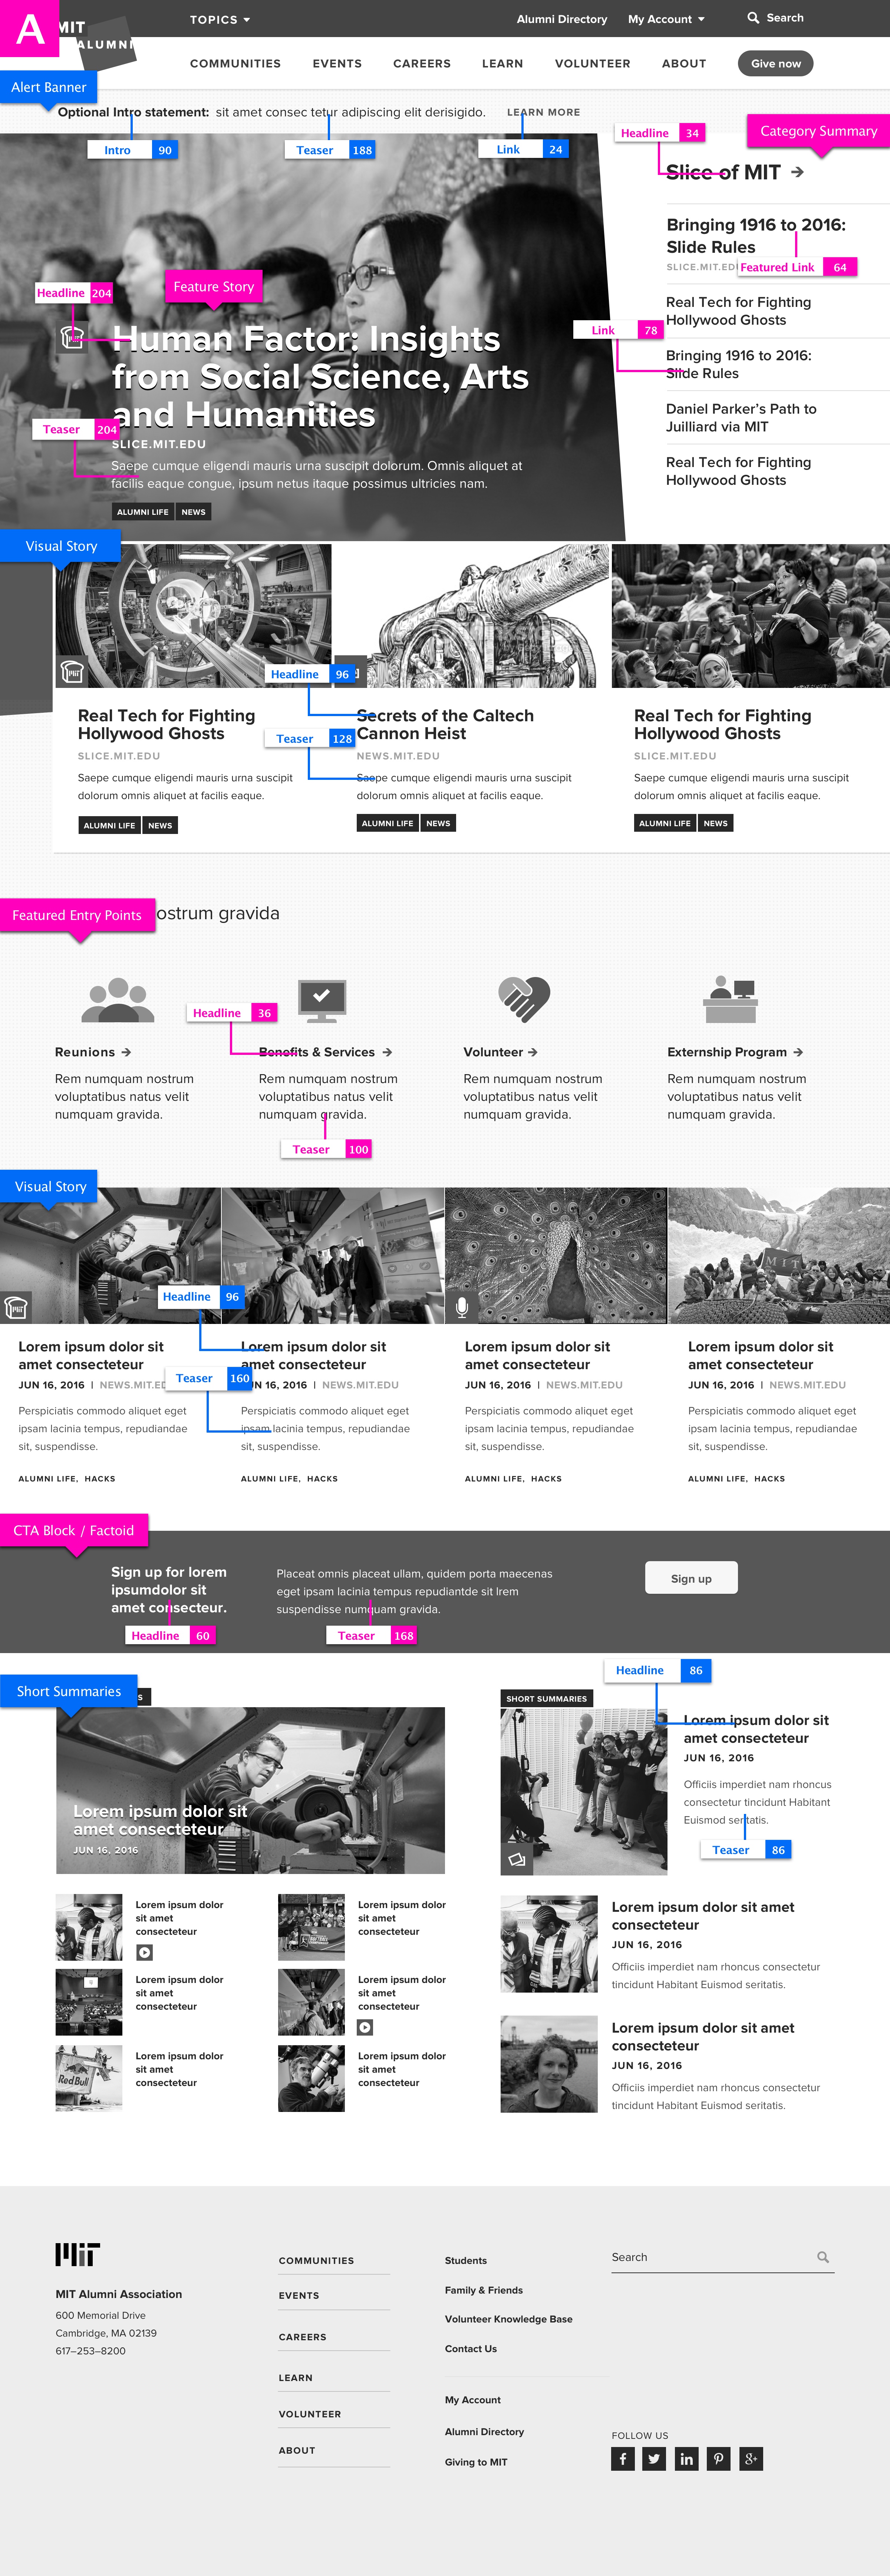 A
MIT
ALUMNI
TOPICS
Alumni Directory
My Account
Search
COMMUNITIES
EVENTS
CAREERS
LEARN
VOLUNTEER
ABOUT
Give now
Alert Banner
Optional Intro statement: sit amet consec tetur adipiscing elit derisigido.
LEARN MORE
Intro 90
Teaser 188
Link 24
Headline 34
Category Summary
Slice of MIT
Bringing 1916 to 2016:
Slide Rules
Featured Link 64
Real Tech for Fighting
Hollywood Ghosts
Link 78
Bringing 1916 to 2016:
Slide Rules
Daniel Parker's Path to
Juilliard via MIT
Real Tech for Fighting
Hollywood Ghosts
Feature Story
Headline 204
Human Factor: Insights
from Social Science, Arts
and Humanities
Teaser 204
SLICE.MIT.EDU
Saepe cumque eligendi mauris urna suscipit dolorum. Omnis aliquet at
facilis eaque congue, ipsum netus itaque possimus ultricies nam.
ALUMNI LIFE
NEWS
Visual Story
Headline 96
Teaser 128
Real Tech for Fighting
Hollywood Ghosts
SLICE.MIT.EDU
Saepe cumque eligendi mauris urna suscipit
dolorum omnis aliquet at facilis eaque.
ALUMNI LIFE
NEWS
Secrets of the Caltech
Cannon Heist
NEWS.MIT.EDU
Saepe cumque eligendi mauris urna suscipit
dolorum omnis aliquet at facilis eaque.
ALUMNI LIFE
NEWS
Real Tech for Fighting
Hollywood Ghosts
SLICE.MIT.EDU
Saepe cumque eligendi mauris urna suscipit
dolorum omnis aliquet at facilis eaque.
ALUMNI LIFE
NEWS
Featured Entry Points
ostrum gravida
Headline 36
Reunions
Rem numquam nostrum
voluptatibus natus velit
numquam gravida.
Benefits & Services
Rem numquam nostrum
voluptatibus natus velit
numquam gravida.
Teaser 100
Volunteer
Rem numquam nostrum
voluptatibus natus velit
numquam gravida.
Externship Program
Rem numquam nostrum
voluptatibus natus velit
numquam gravida.
Visual Story
MIT
Headline 96
Teaser 160
Lorem ipsum dolor sit
amet consecteteur
JUN 16, 2016 | NEWS.MIT.ED
Perspiciatis commodo aliquet eget
ipsam lacinia tempus, repudiandae
sit, suspendisse.
ALUMNI LIFE, HACKS
Lorem ipsum dolor sit
amet consecteteur
JUN 16, 2016 | NEWS.MIT.EDU
Perspiciatis commodo aliquet eget
ipsam lacinia tempus, repudiandae
sit, suspendisse.
ALUMNI LIFE, HACKS
Lorem ipsum dolor sit
amet consecteteur
JUN 16, 2016 | NEWS.MIT.EDU
Perspiciatis commodo aliquet eget
ipsam lacinia tempus, repudiandae
sit, suspendisse.
ALUMNI LIFE, HACKS
Lorem ipsum dolor sit
amet consecteteur
JUN 16, 2016 | NEWS.MIT.EDU
Perspiciatis commodo aliquet eget
ipsam lacinia tempus, repudiandae
sit, suspendisse.
ALUMNI LIFE, HACKS
CTA Block / Factoid
Sign up for lorem
ipsumdolor sit
amet consecteur.
Headline 60
Placeat omnis placeat ullam, quidem porta maecenas
eget ipsam lacinia tempus repudiantde sit lrem
suspendisse numquam gravida.
Teaser 168
Sign up
Short Summaries
Lorem ipsum dolor sit
amet consecteteur
JUN 16, 2016
Lorem ipsum dolor
sit amet
consecteteur
Lorem ipsum dolor
sit amet
consecteteur
Lorem ipsum dolor
sit amet
consecteteur
Lorem ipsum dolor
sit amet
consecteteur
Red Bull
Lorem ipsum dolor
sit amet
consecteteur
Lorem ipsum dolor
sit amet
consecteteur
SHORT SUMMARIES
Headline 86
Lorem ipsum dolor sit
amet consecteteur
JUN 16, 2016
Officiis imperdiet nam rhoncus
consectetur tincidunt Habitant
Euismod seritatis.
Teaser 86
Lorem ipsum dolor sit amet
consecteteur
JUN 16, 2016
Officiis imperdiet nam rhoncus consectetur
tincidunt Habitant Euismod seritatis.
Lorem ipsum dolor sit amet
consecteteur
JUN 16, 2016
Officiis imperdiet nam rhoncus consectetur
tincidunt Habitant Euismod seritatis.
MIT
MIT Alumni Association
600 Memorial Drive
Cambridge, MA 02139
617–253–8200
COMMUNITIES
EVENTS
CAREERS
LEARN
VOLUNTEER
ABOUT
Students
Family & Friends
Volunteer Knowledge Base
Contact Us
My Account
Alumni Directory
Giving to MIT
Search
FOLLOW US